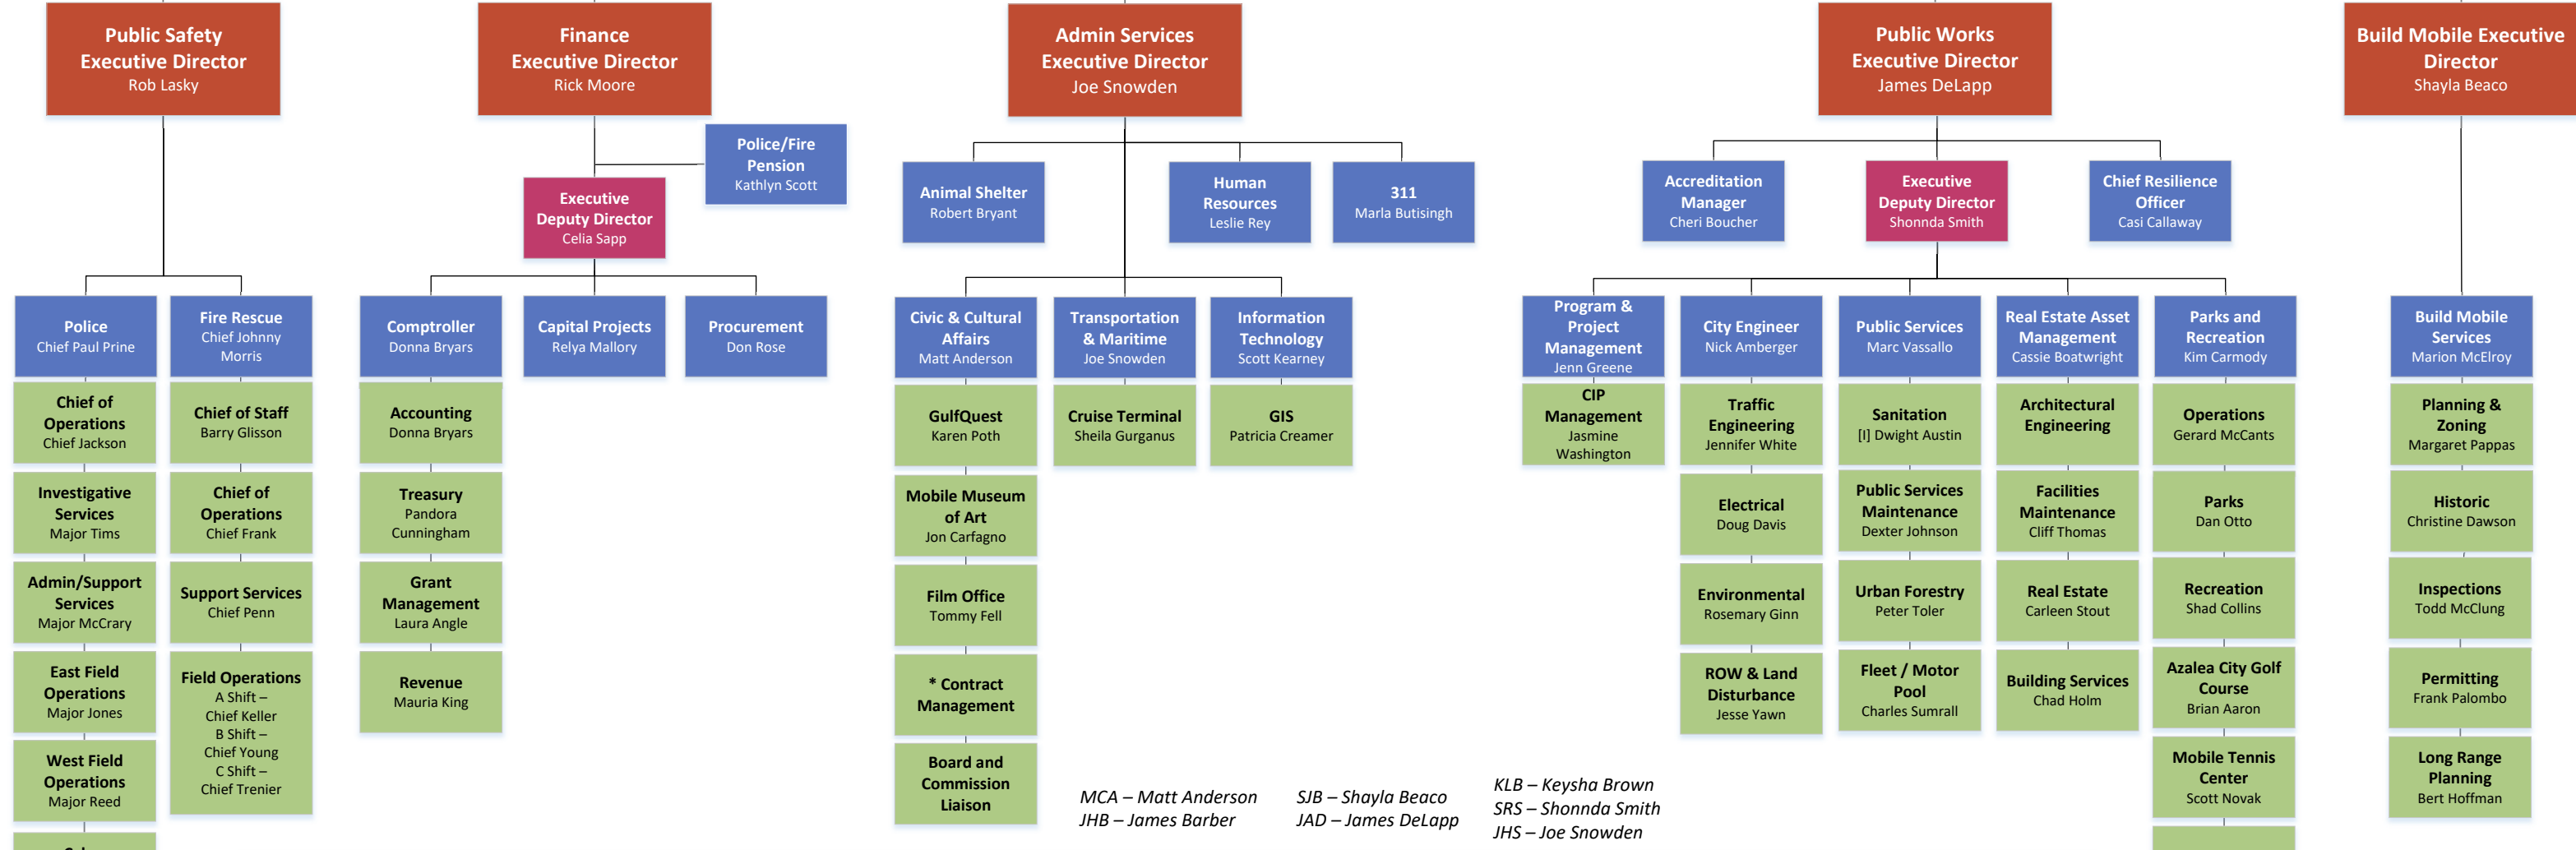 Public Safety
Executive Director
Rob Lasky
Finance
Executive Director
Rick Moore
Admin Services
Executive Director
Joe Snowden
Public Works
Executive Director
James DeLapp
Build Mobile Executive
Director
Shayla Beaco
Police/Fire
Pension
Kathlyn Scott
Executive
Deputy Director
Celia Sapp
Animal Shelter
Robert Bryant
Human
Resources
Leslie Rey
311
Marla Butisingh
Accreditation
Manager
Cheri Boucher
Executive
Deputy Director
Shonnda Smith
Chief Resilience
Officer
Casi Callaway
Police
Chief Paul Prine
Chief of
Operations
Chief Jackson
Investigative
Services
Major Tims
Admin/Support
Services
Major McCrary
East Field
Operations
Major Jones
West Field
Operations
Major Reed
Fire Rescue
Chief Johnny
Morris
Chief of Staff
Barry Glisson
Chief of
Operations
Chief Frank
Support Services
Chief Penn
Field Operations
A Shift –
Chief Keller
B Shift –
Chief Young
C Shift –
Chief Trenier
Comptroller
Donna Bryars
Accounting
Donna Bryars
Treasury
Pandora
Cunningham
Grant
Management
Laura Angle
Revenue
Mauria King
Capital Projects
Relya Mallory
Procurement
Don Rose
Civic & Cultural
Affairs
Matt Anderson
GulfQuest
Karen Poth
Mobile Museum
of Art
Jon Carfagno
Film Office
Tommy Fell
* Contract
Management
Board and
Commission
Liaison
Transportation
& Maritime
Joe Snowden
Cruise Terminal
Sheila Gurganus
Information
Technology
Scott Kearney
GIS
Patricia Creamer
Program &
Project
Management
Jenn Greene
CIP
Management
Jasmine
Washington
City Engineer
Nick Amberger
Traffic
Engineering
Jennifer White
Electrical
Doug Davis
Environmental
Rosemary Ginn
ROW & Land
Disturbance
Jesse Yawn
Public Services
Marc Vassallo
Sanitation
[I] Dwight Austin
Public Services
Maintenance
Dexter Johnson
Urban Forestry
Peter Toler
Fleet / Motor
Pool
Charles Sumrall
Real Estate Asset
Management
Cassie Boatwright
Architectural
Engineering
Facilities
Maintenance
Cliff Thomas
Real Estate
Carleen Stout
Building Services
Chad Holm
Parks and
Recreation
Kim Carmody
Operations
Gerard McCants
Parks
Dan Otto
Recreation
Shad Collins
Azalea City Golf
Course
Brian Aaron
Mobile Tennis
Center
Scott Novak
Build Mobile
Services
Marion McElroy
Planning &
Zoning
Margaret Pappas
Historic
Christine Dawson
Inspections
Todd McClung
Permitting
Frank Palombo
Long Range
Planning
Bert Hoffman
MCA – Matt Anderson
JHB – James Barber
SJB – Shayla Beaco
JAD – James DeLapp
KLB – Keysha Brown
SRS – Shonnda Smith
JHS – Joe Snowden